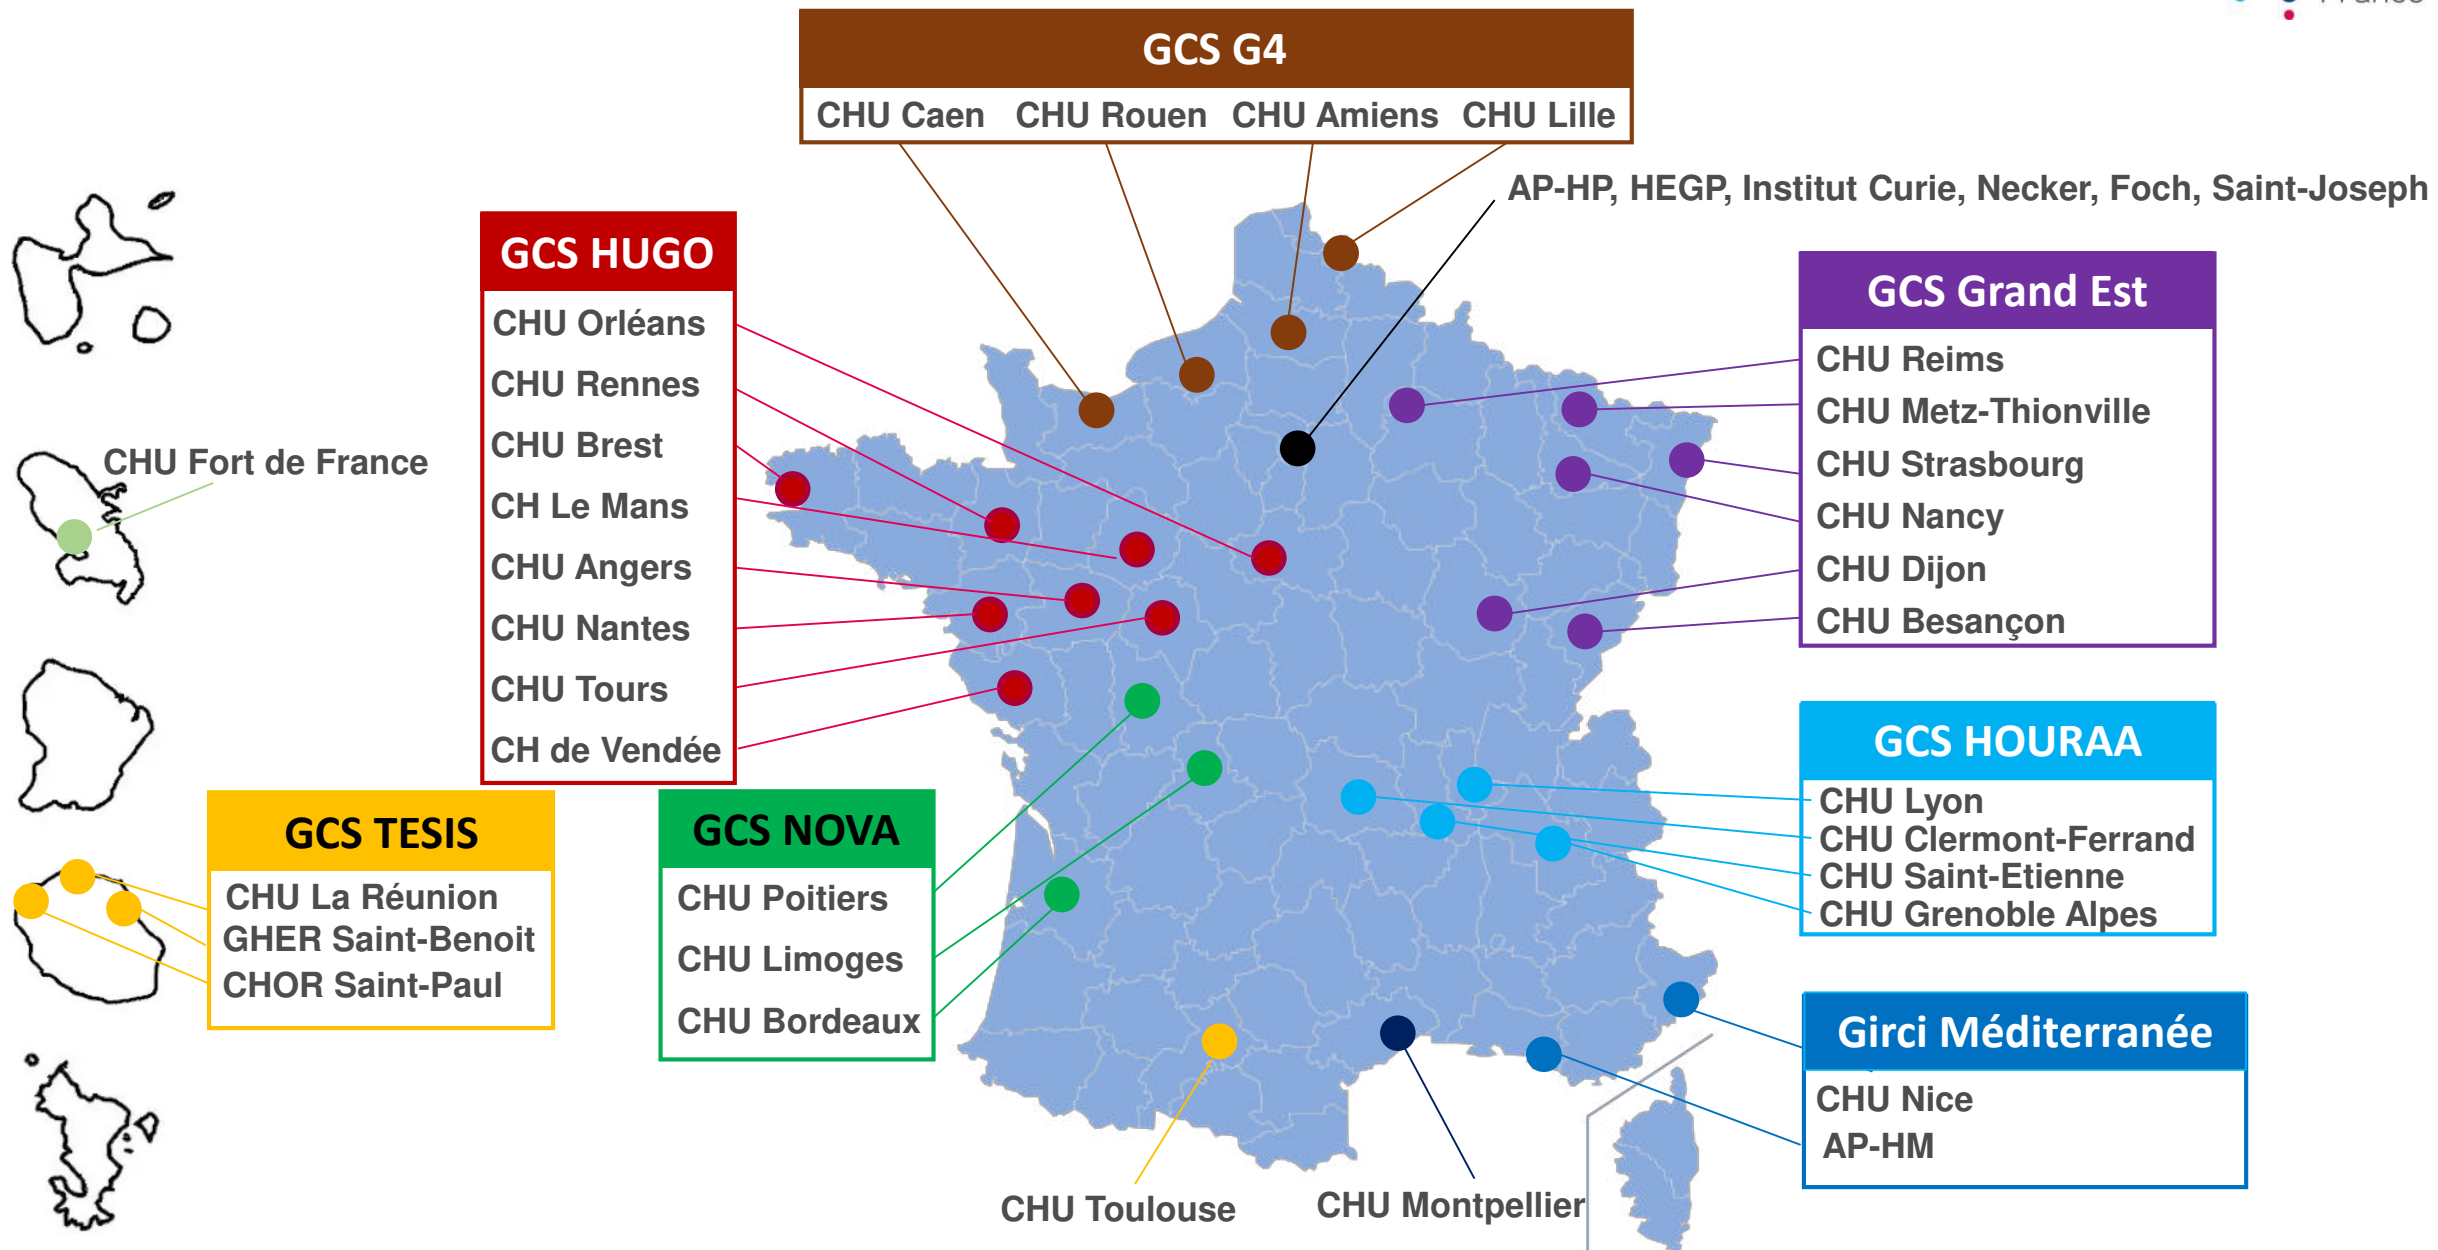 GCS G4
CHU Caen CHU Rouen CHU Amiens CHU Lille
AP-HP, HEGP, Institut Curie, Necker, Foch, Saint-Joseph
GCS HUGO
CHU Orléans
CHU Rennes
CHU Brest
CH Le Mans
CHU Angers
CHU Nantes
CHU Tours
CH de Vendée
GCS Grand Est
CHU Reims
CHU Metz-Thionville
CHU Strasbourg
CHU Nancy
CHU Dijon
CHU Besançon
CHU Fort de France
GCS HOURAA
CHU Lyon
CHU Clermont-Ferrand
CHU Saint-Etienne
CHU Grenoble Alpes
GCS TESIS
CHU La Réunion
GHER Saint-Benoit
CHOR Saint-Paul
GCS NOVA
CHU Poitiers
CHU Limoges
CHU Bordeaux
Girci Méditerranée
CHU Nice
AP-HM
CHU Toulouse
CHU Montpellier